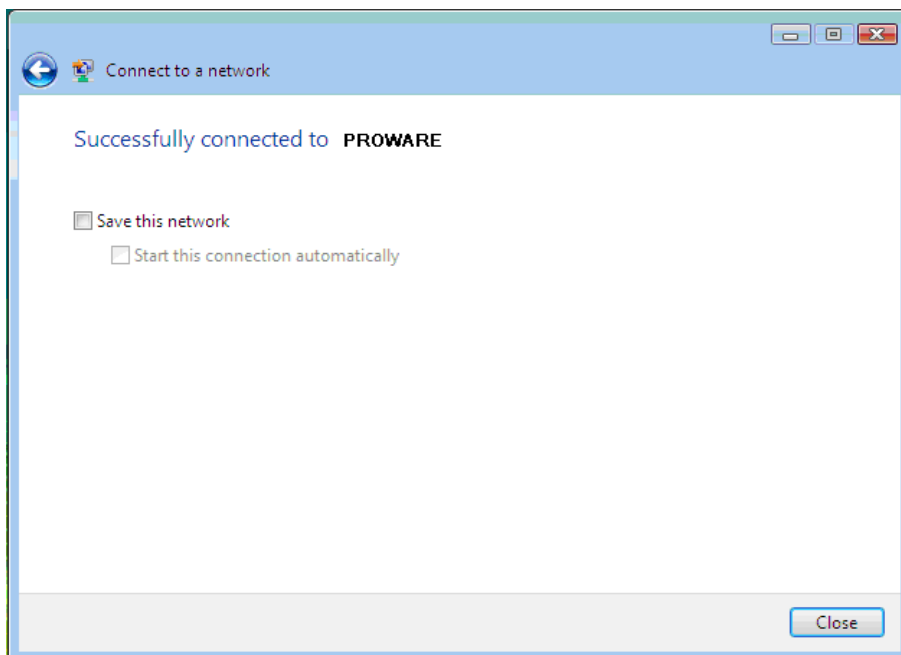 Connect to a network
Successfully connected to PROWARE
Save this network
Start this connection automatically
Close